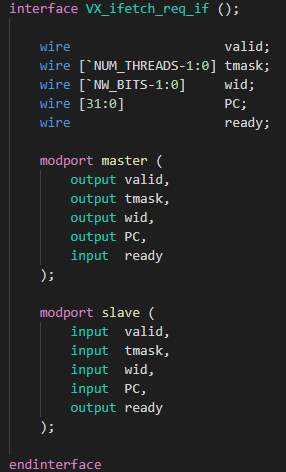 interface VX_ifetch_req_if ();
wire valid;
wire [`NUM_THREADS-1:0] tmask;
wire [`NW_BITS-1:0] wid;
wire [31:0] PC;
wire ready;
modport master (
output valid,
output tmask,
output wid,
output PC,
input ready
);
modport slave (
input valid,
input tmask,
input wid,
input PC,
output ready
);
endinterface